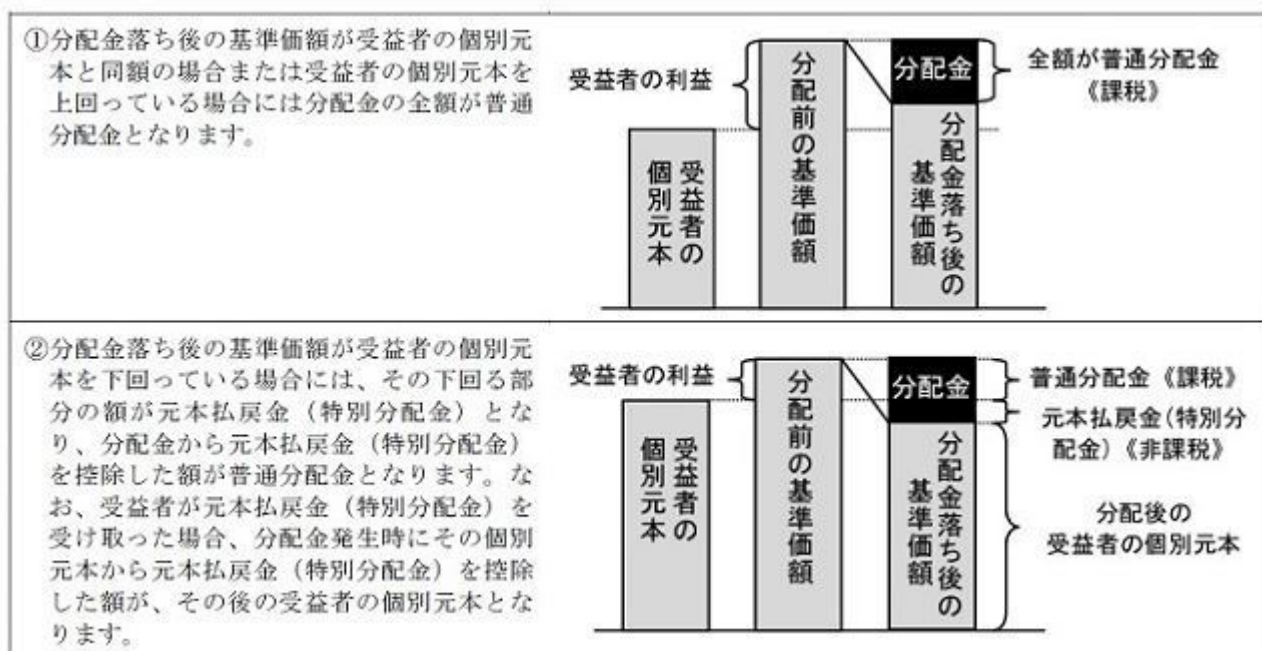 ①分配金落ち後の基準価額が受益者の個別元
本と同額の場合または受益者の個別元本を
上回っている場合には分配金の全額が普通
分配金となります。
受益者の利益
受益者の
個別元本
分配前の基準価額
分配金
分配金落ち後の
基準価額
全額が普通分配金
《課税》
②分配金落ち後の基準価額が受益者の個別元
本を下回っている場合には、その下回る部
分の額が元本払戻金（特別分配金）とな
り、分配金から元本払戻金（特別分配金）
を控除した額が普通分配金となります。な
お、受益者が元本払戻金（特別分配金）を
受け取った場合、分配金発生時にその個別
元本から元本払戻金（特別分配金）を控除
した額が、その後の受益者の個別元本とな
ります。
受益者の利益
受益者の
個別元本
分配前の基準価額
分配金
分配金落ち後の
基準価額
普通分配金《課税》
元本払戻金(特別分
配金)《非課税》
分配後の
受益者の個別元本